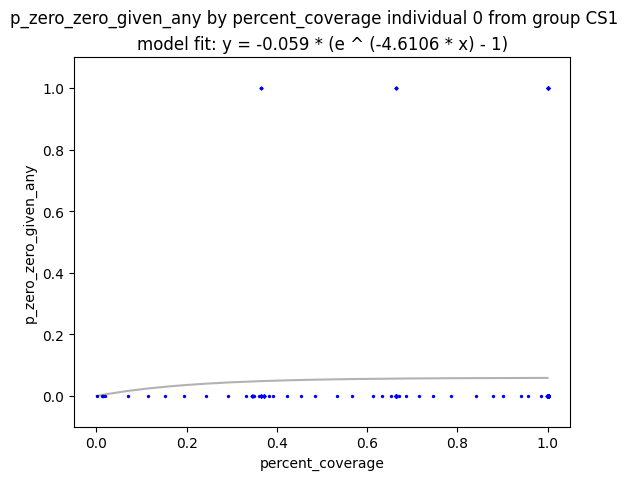 p_zero_zero_given_any by percent_coverage individual 0 from group CS1
model fit: y = -0.059 * (e ^ (-4.6106 * x) - 1)
1.0
0.8
0.6
0.4
0.2
0.0
p_zero_zero_given_any
0.0 0.2 0.4 0.6 0.8 1.0
percent_coverage